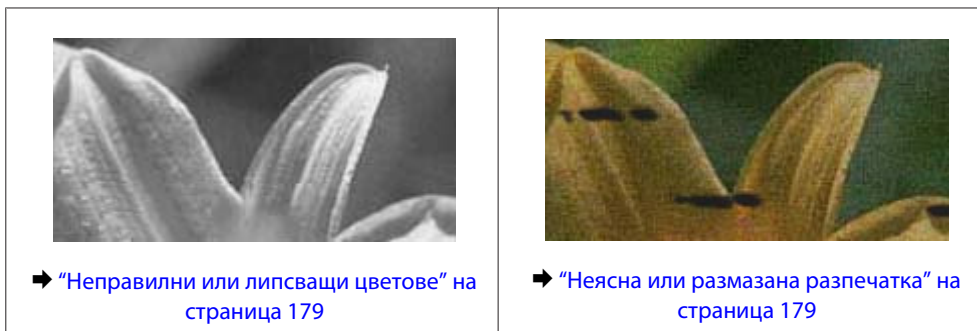 ➡ “Неправилни или липсващи цветове” на
страница 179
➡ “Неясна или размазана разпечатка” на
страница 179